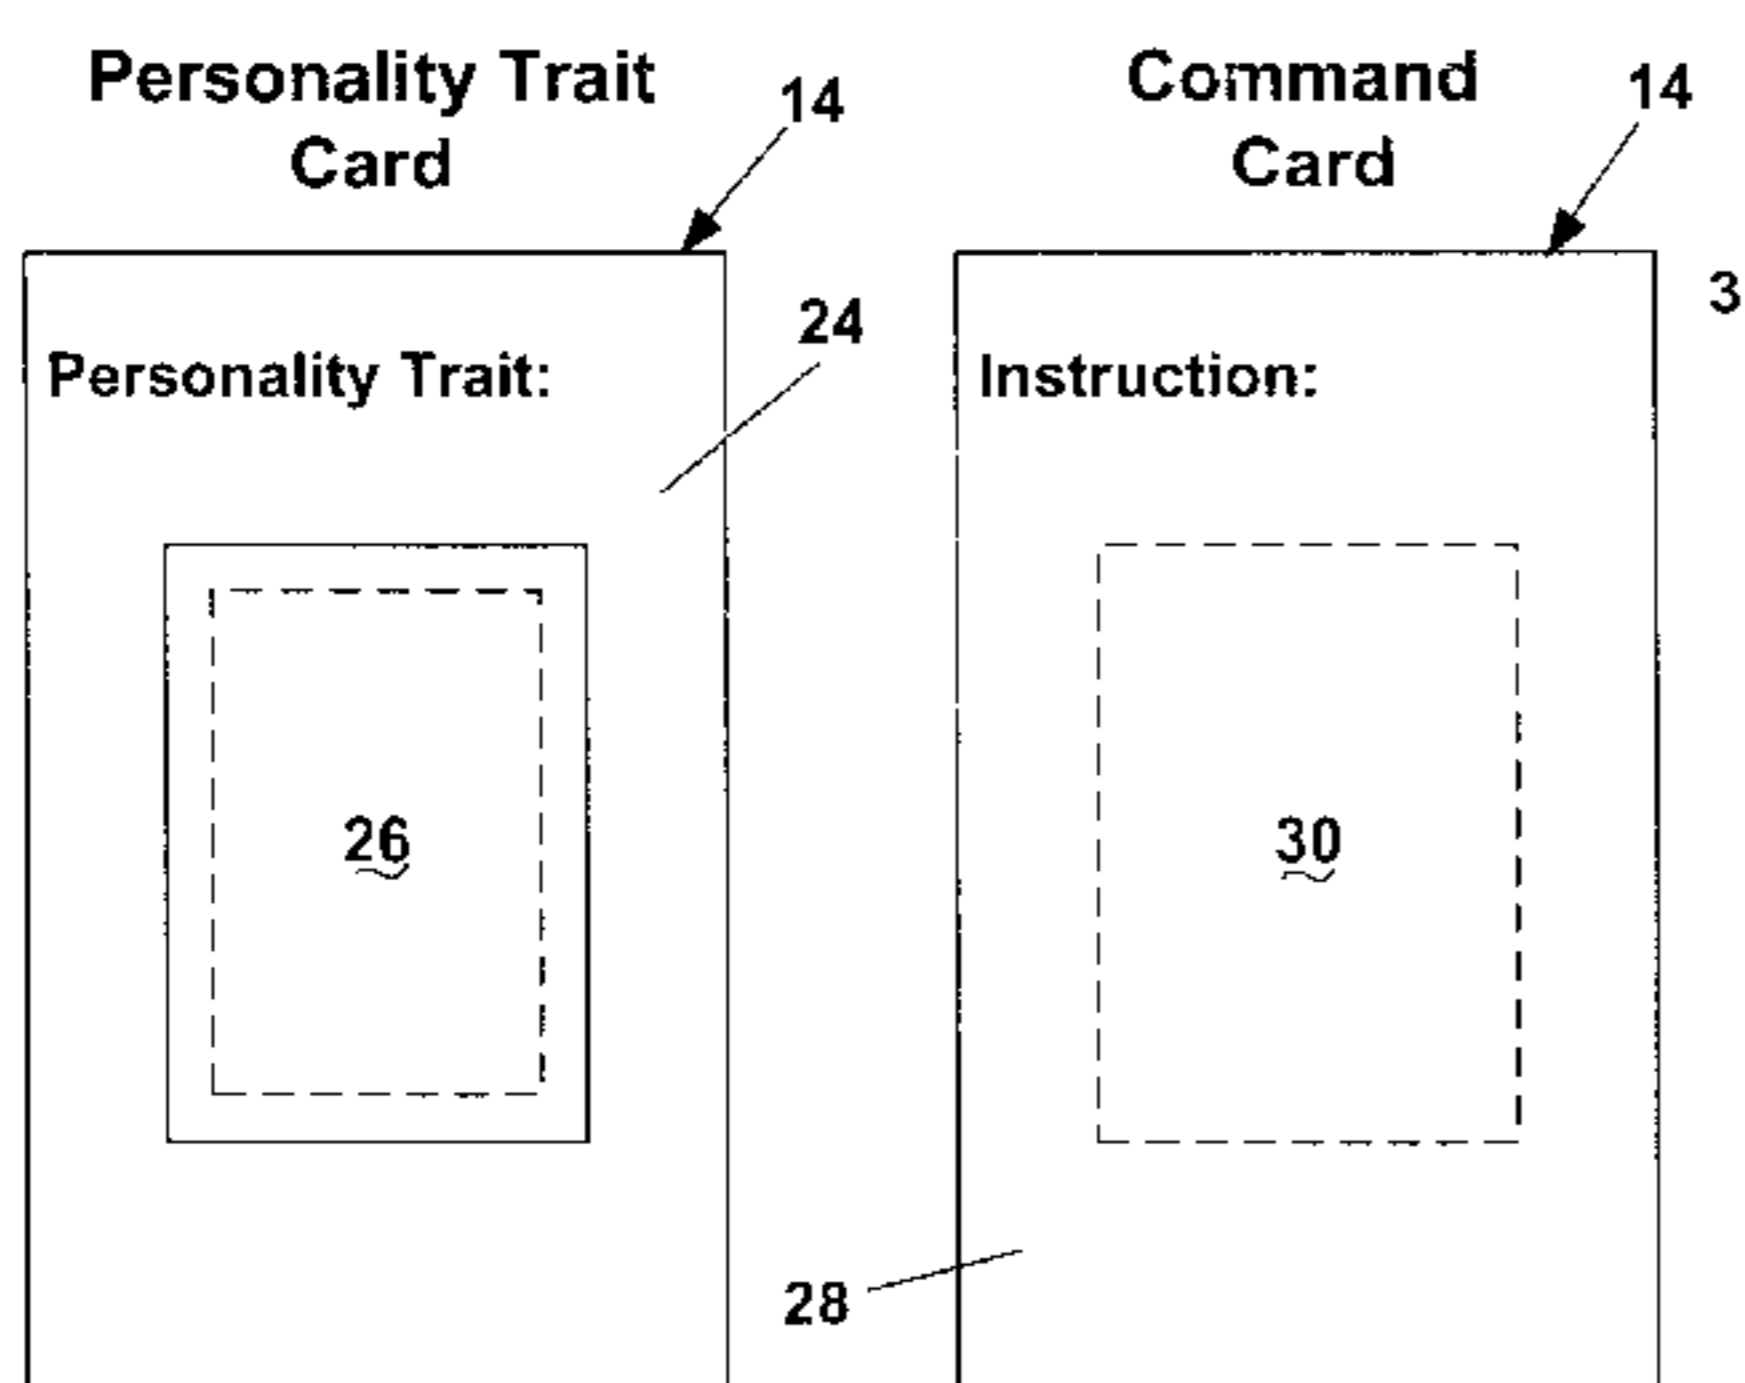 Personality Trait
Card
14
Command
Card
14
3
24
Personality Trait:
Instruction:
26
30
28